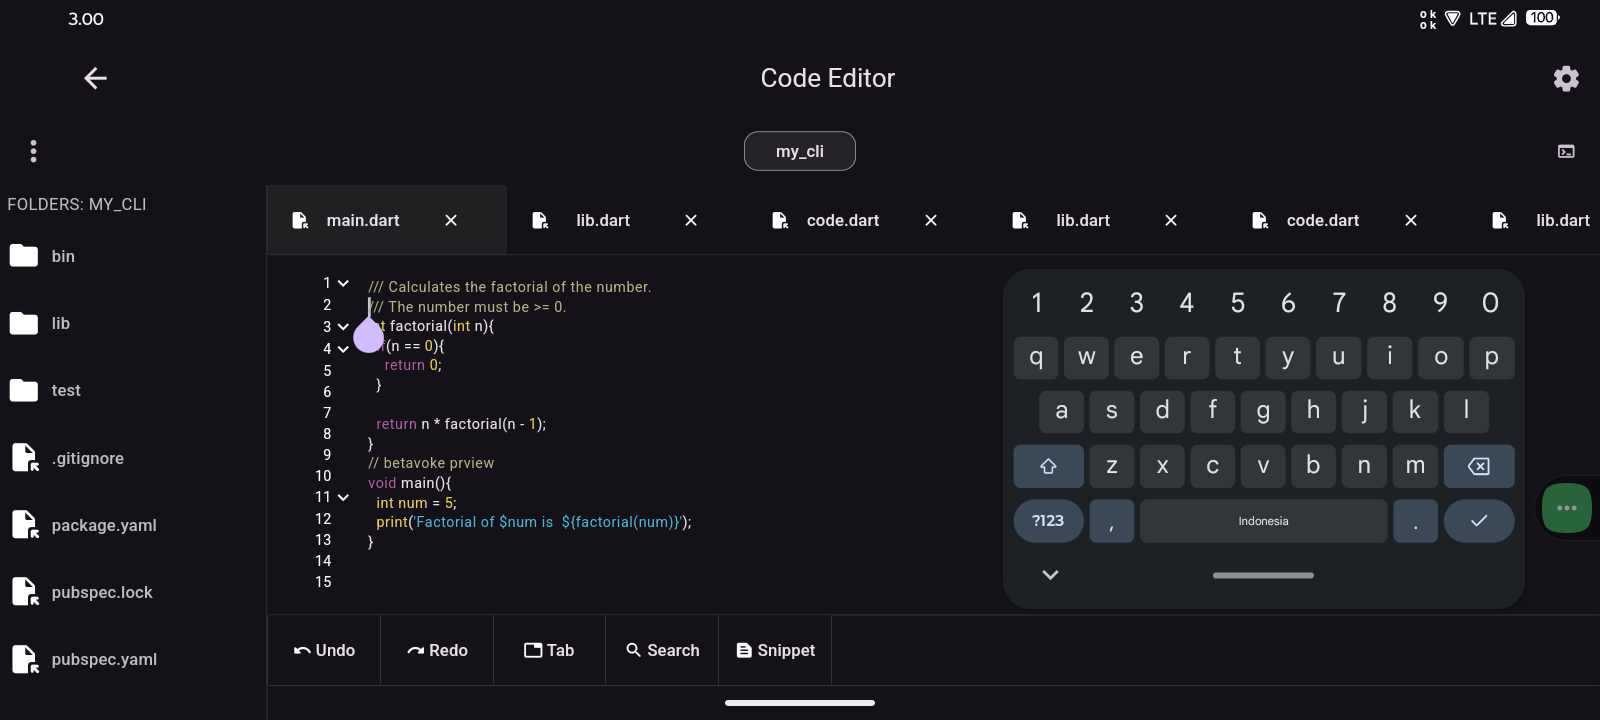 3.00
ok
ok
LTE
100
Code Editor
my_cli
FOLDERS: MY_CLI
bin
lib
test
.gitignore
package.yaml
pubspec.lock
pubspec.yaml
main.dart
lib.dart
code.dart
lib.dart
code.dart
lib.dart
1 /// Calculates the factorial of the number.
2 /// The number must be >= 0.
3 factorial(int n){
4 (n == 0){
5 return 0;
6 }
7
8 return n * factorial(n - 1);
9 }
10 // betavoke prview
11 void main(){
12 int num = 5;
13 print('Factorial of $num is  ${factorial(num)}');
14 }
15
1 2 3 4 5 6 7 8 9 0
q w e r t y u i o p
a s d f g h j k l
z x c v b n m
?123 , Indonesia .
Undo
Redo
Tab
Search
Snippet